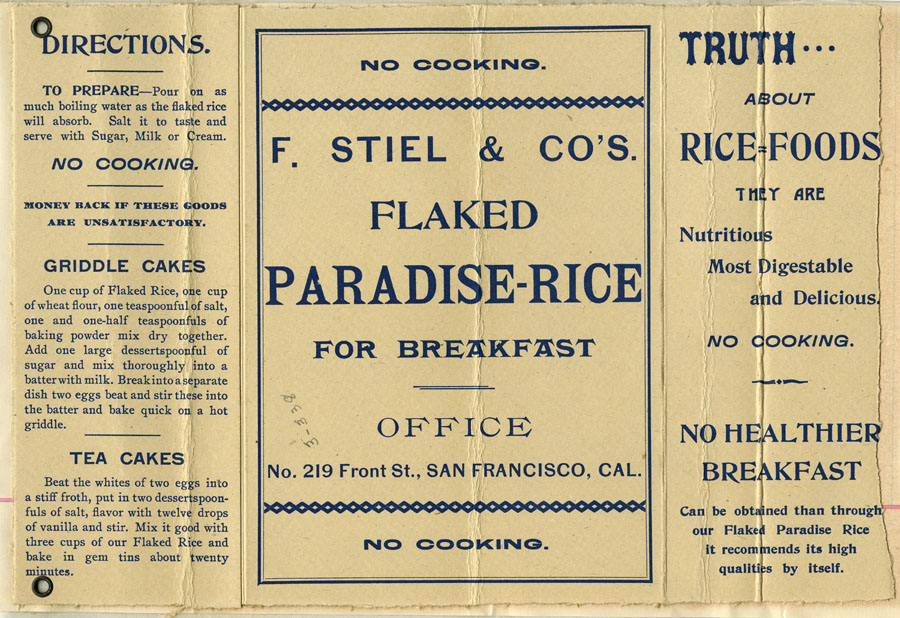 DIRECTIONS.
TO PREPARE—Pour on as
much boiling water as the flaked rice
will absorb. Salt it to taste and
serve with Sugar, Milk or Cream.
NO COOKING.
MONEY BACK IF THESE GOODS
ARE UNSATISFACTORY.
GRIDDLE CAKES
One cup of Flaked Rice, one cup
of wheat flour, one teaspoonful of salt,
one and one-half teaspoonfuls of
baking powder mix dry together.
Add one large dessertspoonful of
sugar and mix thoroughly into a
batter with milk. Break into a separate
dish two eggs beat and stir these into
the batter and bake quick on a hot
griddle.
TEA CAKES
Beat the whites of two eggs into
a stiff froth, put in two dessertspoon-
fuls of salt, flavor with twelve drops
of vanilla and stir. Mix it good with
three cups of our Flaked Rice and
bake in gem tins about twenty
minutes.
NO COOKING.
F. STIEL & CO'S.
FLAKED
PARADISE-RICE
FOR BREAKFAST
OFFICE
No. 219 Front St., SAN FRANCISCO, CAL.
NO COOKING.
TRUTH...
ABOUT
RICE=FOODS
THEY ARE
Nutritious
Most Digestable
and Delicious.
NO COOKING.
NO HEALTHIER
BREAKFAST
Can be obtained than through
our Flaked Paradise Rice
it recommends its high
qualities by itself.